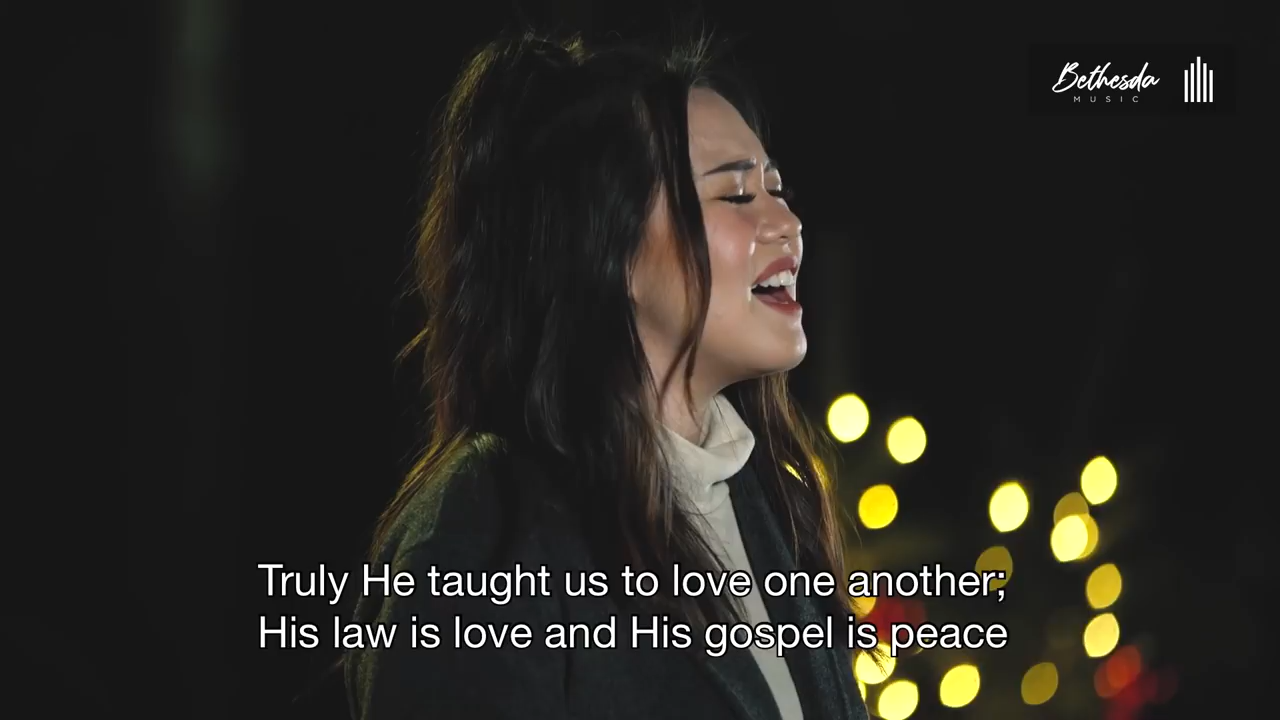 Bethesda
MUSIC
Truly He taught us to love one another;
His law is love and His gospel is peace